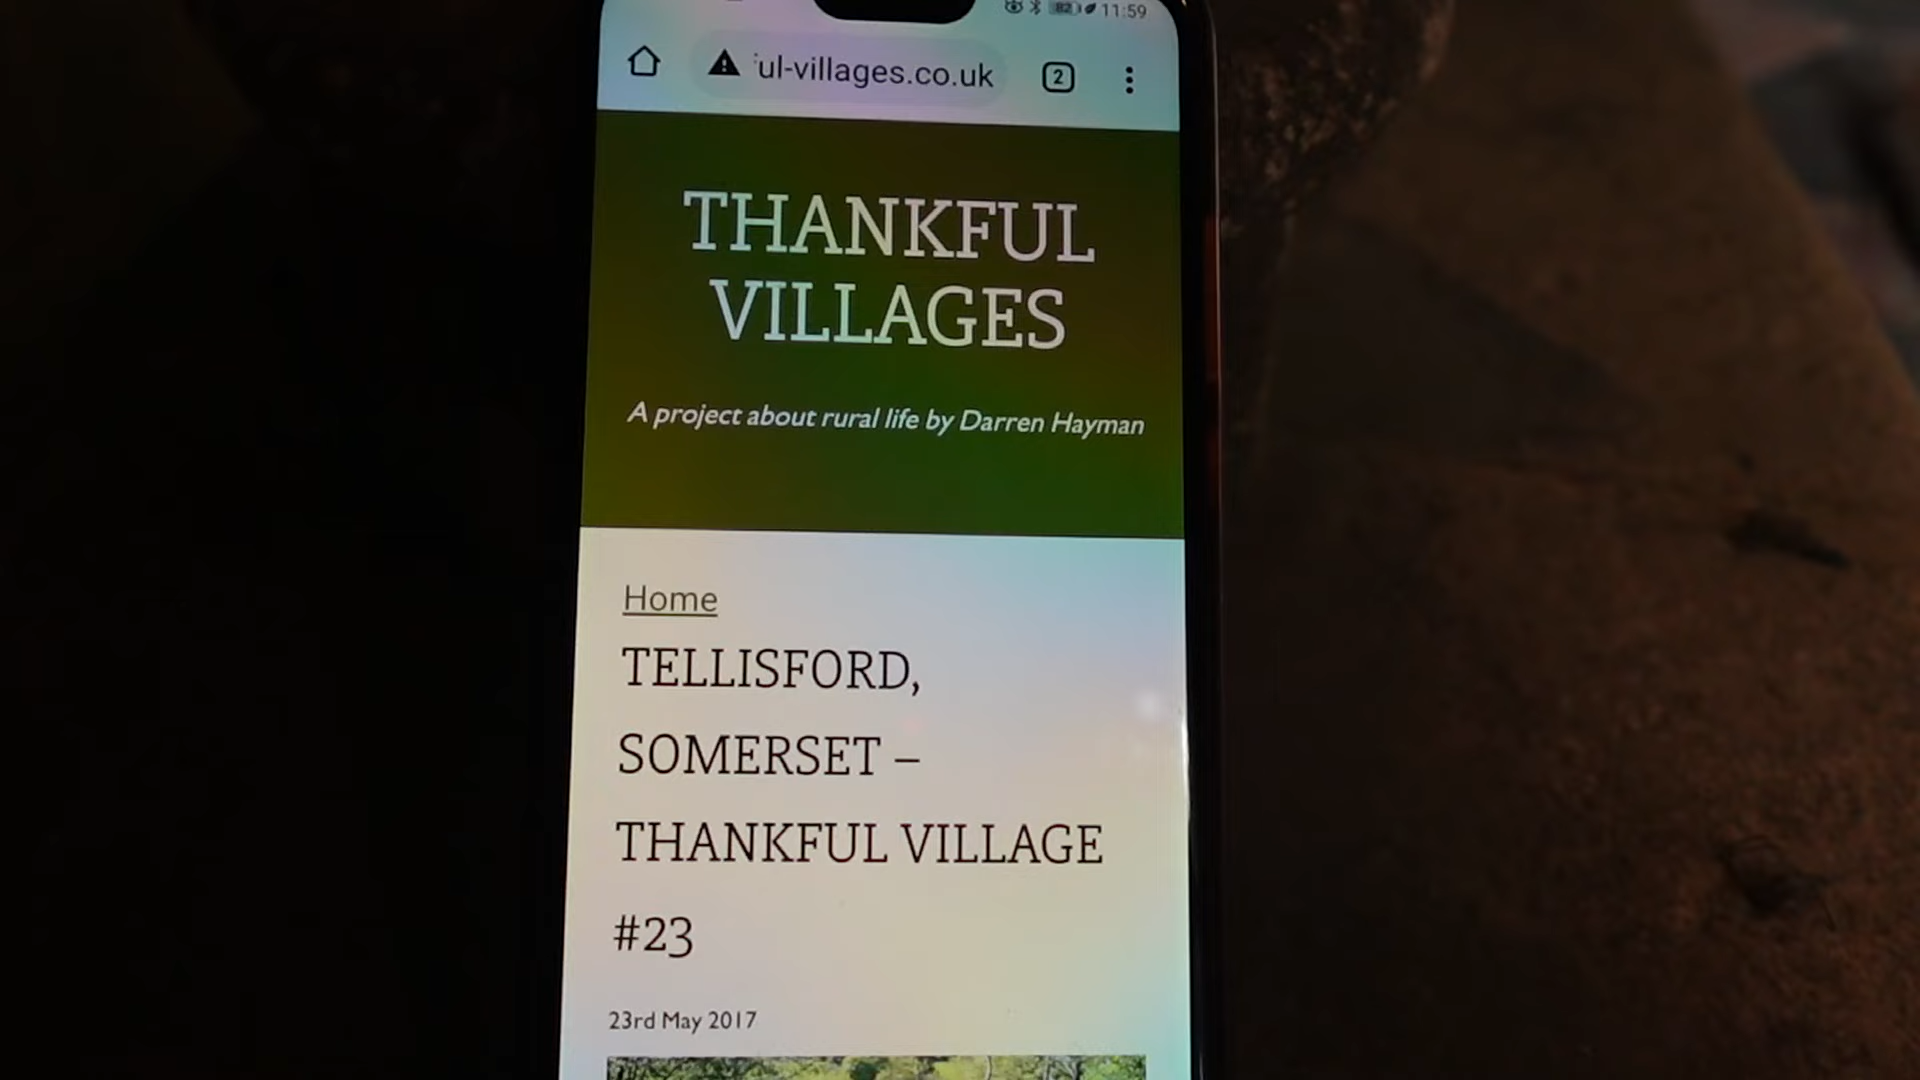 82 11:59
ul-villages.co.uk 2
THANKFUL
VILLAGES
A project about rural life by Darren Hayman
Home
TELLISFORD,
SOMERSET –
THANKFUL VILLAGE
#23
23rd May 2017